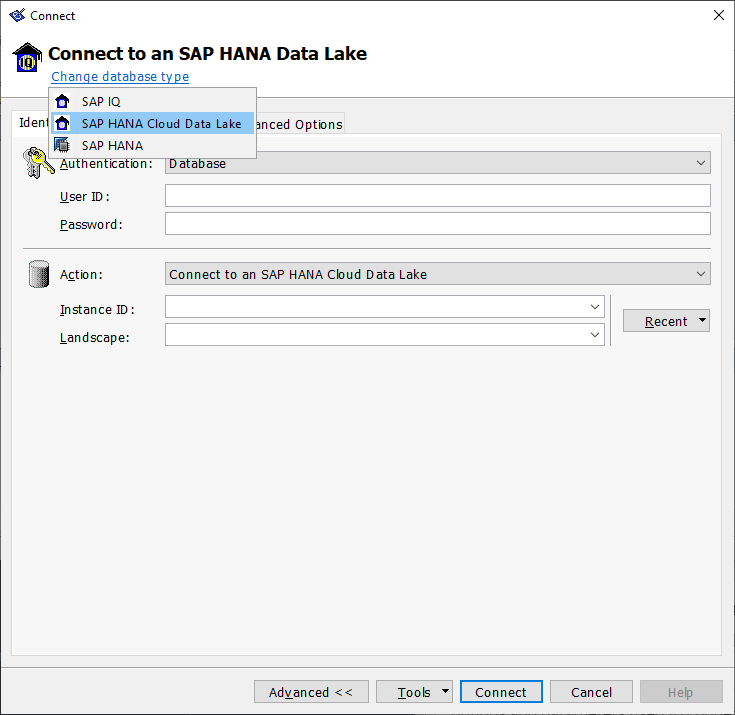 Connect
IQ
Connect to an SAP HANA Data Lake
Change database type
SAP IQ
SAP HANA Cloud Data Lake
SAP HANA
Ident
anced Options
Authentication:
Database
User ID:
Password:
Action:
Connect to an SAP HANA Cloud Data Lake
Instance ID:
Landscape:
Recent
Advanced <<
Tools
Connect
Cancel
Help